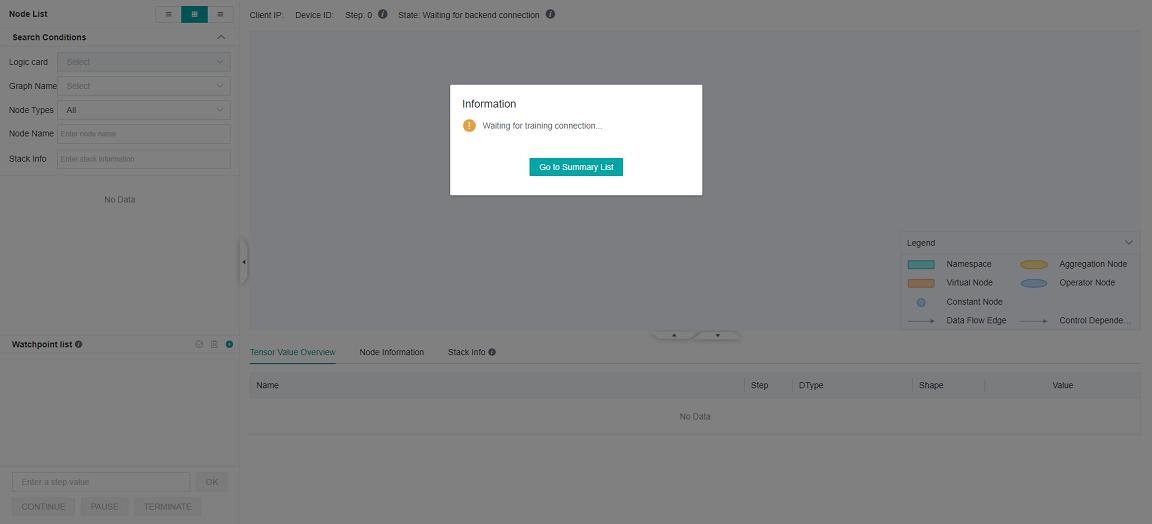 Node List
Client IP: Device ID: Step: 0 State: Waiting for backend connection
Search Conditions
Logic card Select
Graph Name Select
Node Types All
Node Name Enter node name
Stack Info Enter stack information
No Data
Information
Waiting for training connection...
Go to Summary List
Legend
Namespace Aggregation Node
Virtual Node Operator Node
Constant Node
Data Flow Edge Control Depende...
Watchpoint list
Tensor Value Overview Node Information Stack Info
Name Step DType Shape Value
No Data
Enter a step value OK
CONTINUE PAUSE TERMINATE